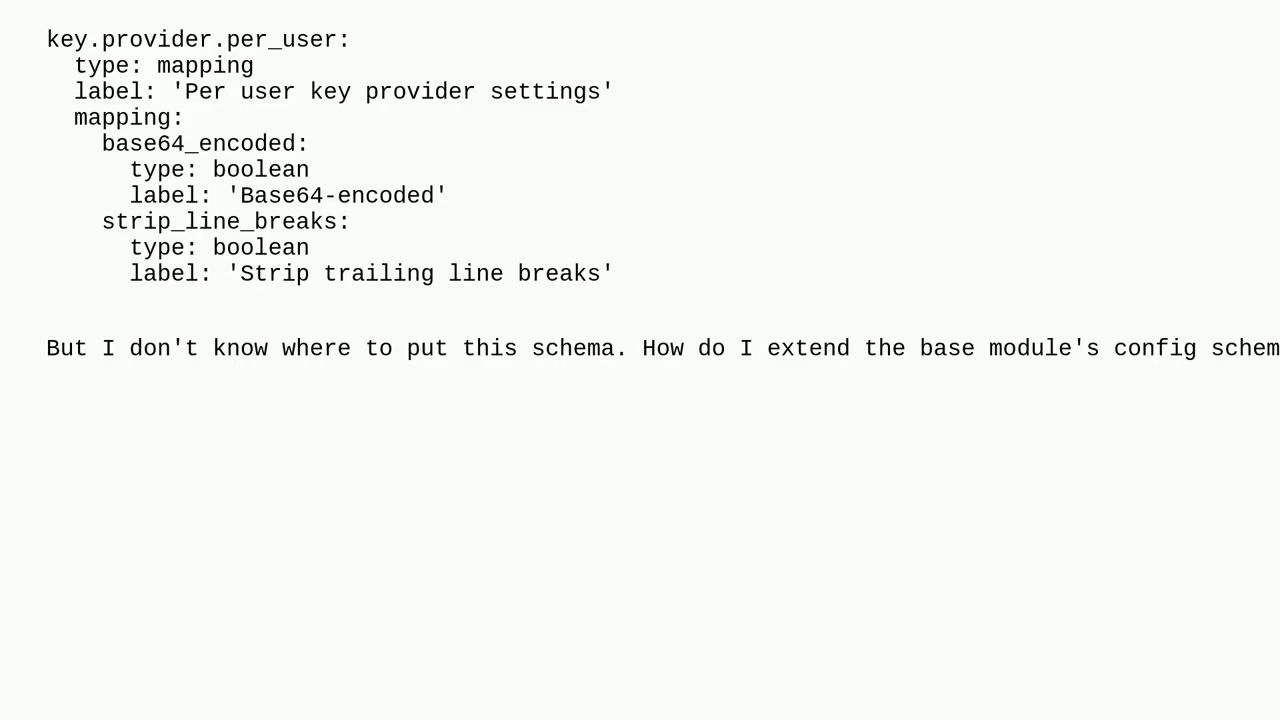 key.provider.per_user:
  type: mapping
  label: 'Per user key provider settings'
  mapping:
    base64_encoded:
      type: boolean
      label: 'Base64-encoded'
    strip_line_breaks:
      type: boolean
      label: 'Strip trailing line breaks'
But I don't know where to put this schema. How do I extend the base module's config schem